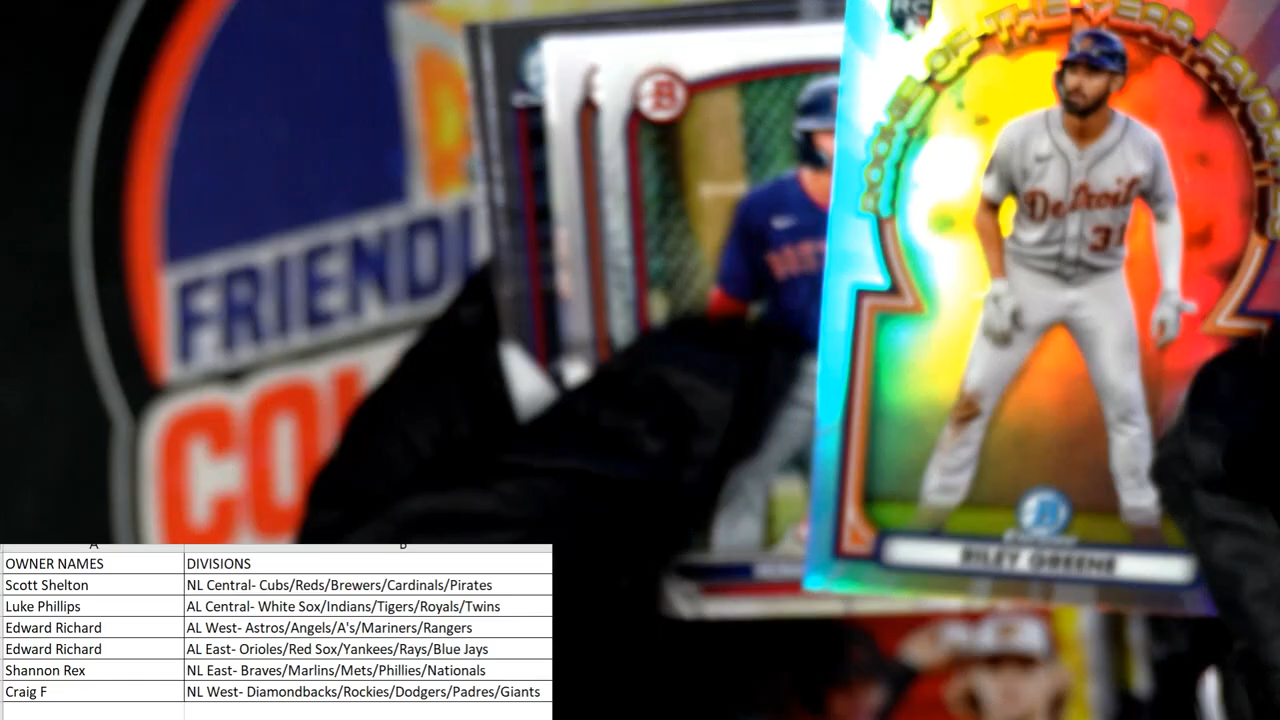 RC
ROOKIE OF THE YEAR FAVORITES
B
FRIENDL
Detroit
31
B
RILEY GREENE
A B
OWNER NAMES DIVISIONS
Scott Shelton NL Central- Cubs/Reds/Brewers/Cardinals/Pirates
Luke Phillips AL Central- White Sox/Indians/Tigers/Royals/Twins
Edward Richard AL West- Astros/Angels/A's/Mariners/Rangers
Edward Richard AL East- Orioles/Red Sox/Yankees/Rays/Blue Jays
Shannon Rex NL East- Braves/Marlins/Mets/Phillies/Nationals
Craig F NL West- Diamondbacks/Rockies/Dodgers/Padres/Giants